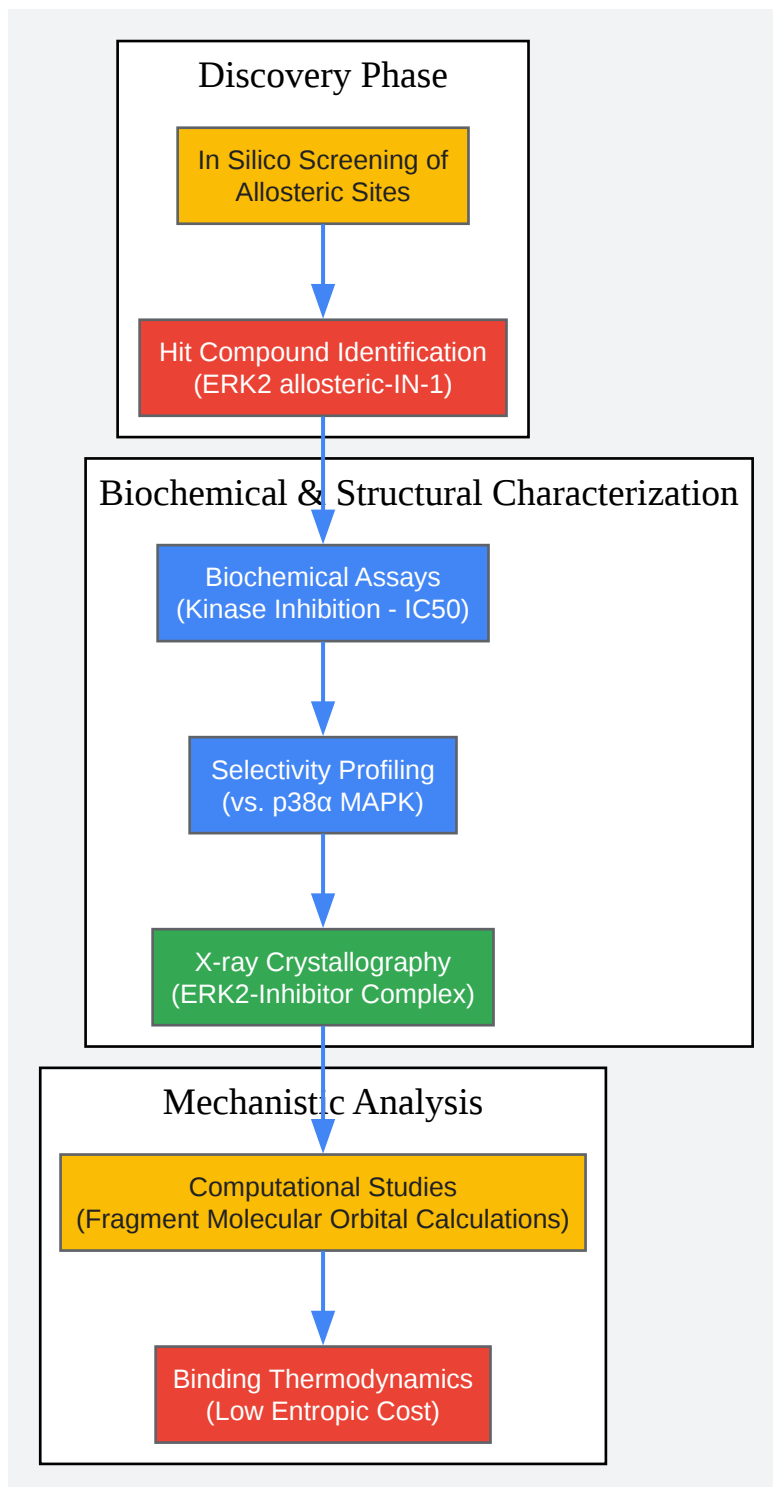 Discovery Phase
In Silico Screening of
Allosteric Sites
Hit Compound Identification
(ERK2 allosteric-IN-1)
Biochemical & Structural Characterization
Biochemical Assays
(Kinase Inhibition - IC50)
Selectivity Profiling
(vs. p38α MAPK)
X-ray Crystallography
(ERK2-Inhibitor Complex)
Mechanistic Analysis
Computational Studies
(Fragment Molecular Orbital Calculations)
Binding Thermodynamics
(Low Entropic Cost)